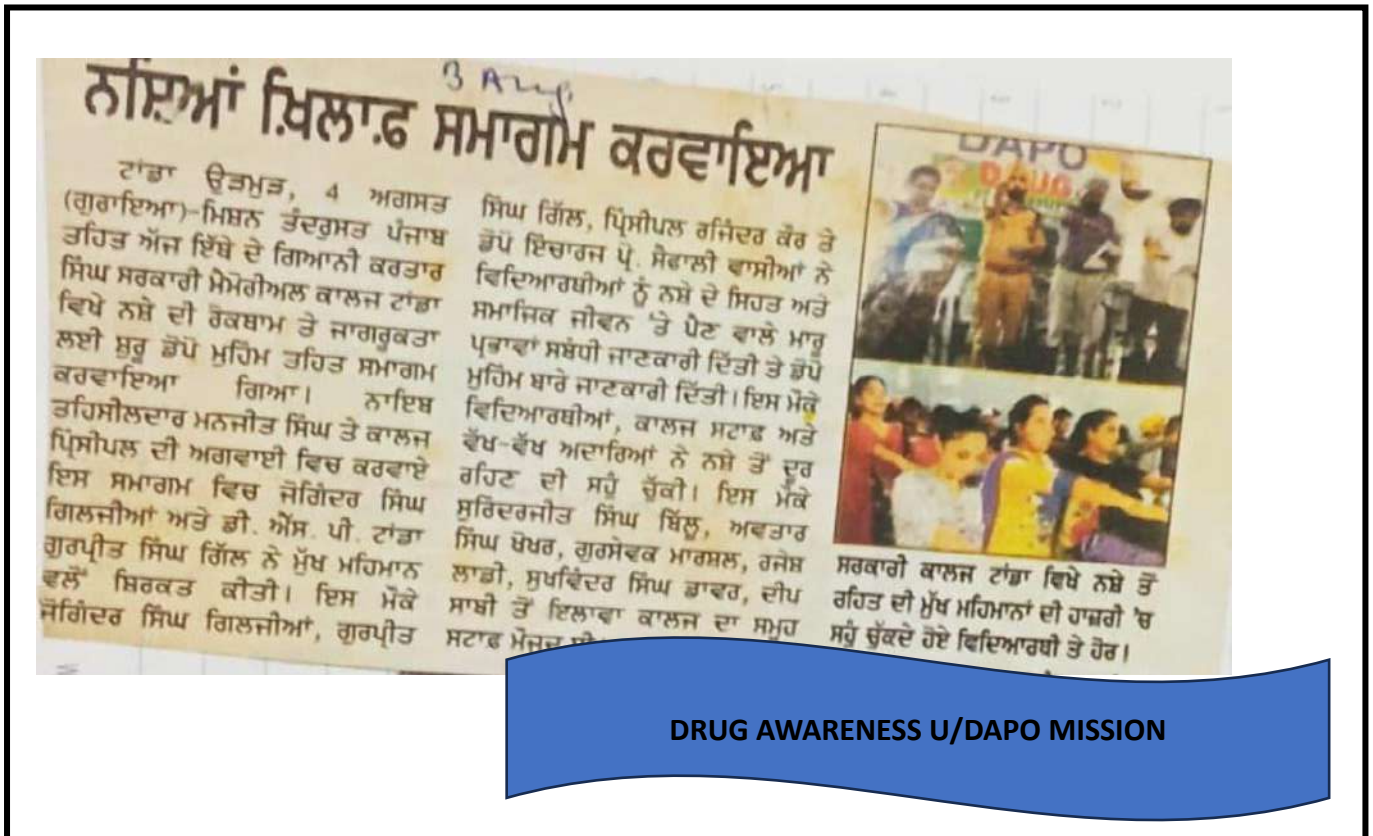 3 Aug
ਨਸ਼ਿਆਂ ਖ਼ਿਲਾਫ਼ ਸਮਾਗਮ ਕਰਵਾਇਆ
ਟਾਂਡਾ ਉੜਮੁੜ, 4 ਅਗਸਤ
(ਗੁਰਾਇਆ)-ਮਿਸ਼ਨ ਤੰਦਰੁਸਤ ਪੰਜਾਬ
ਤਹਿਤ ਅੱਜ ਇੱਥੋ ਦੇ ਗਿਆਨੀ ਕਰਤਾਰ
ਸਿੰਘ ਸਰਕਾਰੀ ਮੈਮੋਰੀਅਲ ਕਾਲਜ ਟਾਂਡਾ
ਵਿਖੇ ਨਸ਼ੇ ਦੀ ਰੋਕਥਾਮ ਤੇ ਜਾਗਰੂਕਤਾ
ਲਈ ਸ਼ੁਰੂ ਡੋਪੋ ਮੁਹਿੰਮ ਤਹਿਤ ਸਮਾਗਮ
ਕਰਵਾਇਆ ਗਿਆ। ਨਾਇਬ
ਤਹਿਸੀਲਦਾਰ ਮਨਜੀਤ ਸਿੰਘ ਤੇ ਕਾਲਜ
ਪ੍ਰਿੰਸੀਪਲ ਦੀ ਅਗਵਾਈ ਵਿਚ ਕਰਵਾਏ
ਇਸ ਸਮਾਗਮ ਵਿਚ ਜੋਗਿੰਦਰ ਸਿੰਘ
ਗਿਲਜੀਆਂ ਅਤੇ ਡੀ. ਐੱਸ. ਪੀ. ਟਾਂਡਾ
ਗੁਰਪ੍ਰੀਤ ਸਿੰਘ ਗਿੱਲ ਨੇ ਮੁੱਖ ਮਹਿਮਾਨ
ਵਲੋਂ ਸ਼ਿਰਕਤ ਕੀਤੀ। ਇਸ ਮੌਕੇ
ਜੋਗਿੰਦਰ ਸਿੰਘ ਗਿਲਜੀਆਂ, ਗੁਰਪ੍ਰੀਤ
ਸਿੰਘ ਗਿੱਲ, ਪ੍ਰਿੰਸੀਪਲ ਰਜਿੰਦਰ ਕੌਰ ਤੇ
ਡੋਪੋ ਇੰਚਾਰਜ ਪ੍ਰੋ. ਸੈਫਾਲੀ ਵਾਸੀਆਂ ਨੇ
ਵਿਦਿਆਰਥੀਆਂ ਨੂੰ ਨਸ਼ੇ ਦੇ ਸਿਹਤ ਅਤੇ
ਸਮਾਜਿਕ ਜੀਵਨ 'ਤੇ ਪੈਣ ਵਾਲੇ ਮਾਰੂ
ਪ੍ਰਭਾਵਾਂ ਸਬੰਧੀ ਜਾਣਕਾਰੀ ਦਿੱਤੀ ਤੇ ਡੋਪੋ
ਮੁਹਿੰਮ ਬਾਰੇ ਜਾਣਕਾਰੀ ਦਿੱਤੀ। ਇਸ ਮੌਕੇ
ਵਿਦਿਆਰਥੀਆਂ, ਕਾਲਜ ਸਟਾਫ਼ ਅਤੇ
ਵੱਖ-ਵੱਖ ਅਦਾਰਿਆਂ ਨੇ ਨਸ਼ੇ ਤੋਂ ਦੂਰ
ਰਹਿਣ ਦੀ ਸਹੁੰ ਚੁੱਕੀ। ਇਸ ਮੌਕੇ
ਸੁਰਿੰਦਰਜੀਤ ਸਿੰਘ ਬਿੱਲੂ, ਅਵਤਾਰ
ਸਿੰਘ ਖੋਖਰ, ਗੁਰਸੇਵਕ ਮਾਰਸ਼ਲ, ਰਜੇਸ਼
ਲਾਡੀ, ਸੁਖਵਿੰਦਰ ਸਿੰਘ ਡਾਵਰ, ਦੀਪ
ਸਾਬੀ ਤੋਂ ਇਲਾਵਾ ਕਾਲਜ ਦਾ ਸਮੂਹ
ਸਟਾਫ ਮੌਜੂਦ
DAPO
DRUG
ਸਰਕਾਰੀ ਕਾਲਜ ਟਾਂਡਾ ਵਿਖੇ ਨਸ਼ੇ ਤੋਂ
ਰਹਿਤ ਦੀ ਮੁੱਖ ਮਹਿਮਾਨਾਂ ਦੀ ਹਾਜ਼ਰੀ 'ਚ
ਸਹੁੰ ਚੁੱਕਦੇ ਹੋਏ ਵਿਦਿਆਰਥੀ ਤੇ ਹੋਰ।
DRUG AWARENESS U/DAPO MISSION